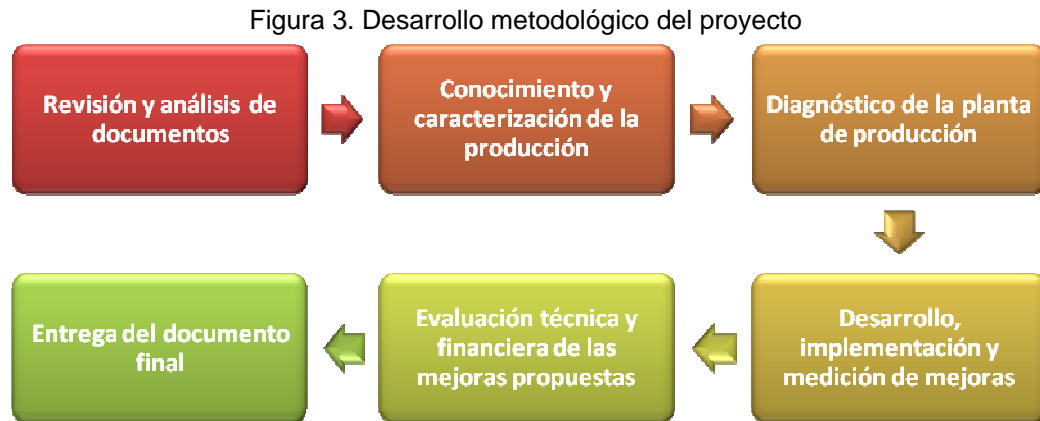 Figura 3. Desarrollo metodológico del proyecto
Revisión y análisis de
documentos
Conocimiento y
caracterización de la
producción
Diagnóstico de la planta
de producción
Desarrollo,
implementación y
medición de mejoras
Evaluación técnica y
financiera de las
mejoras propuestas
Entrega del documento
final